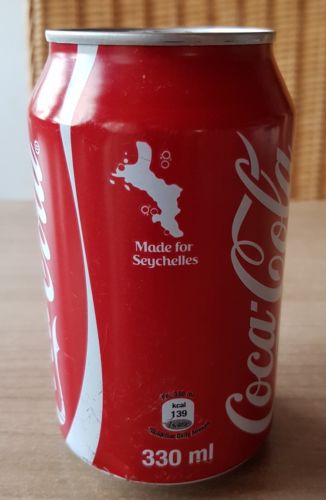 Coca-Cola
Made for
Seychelles
kcal
139
330 ml